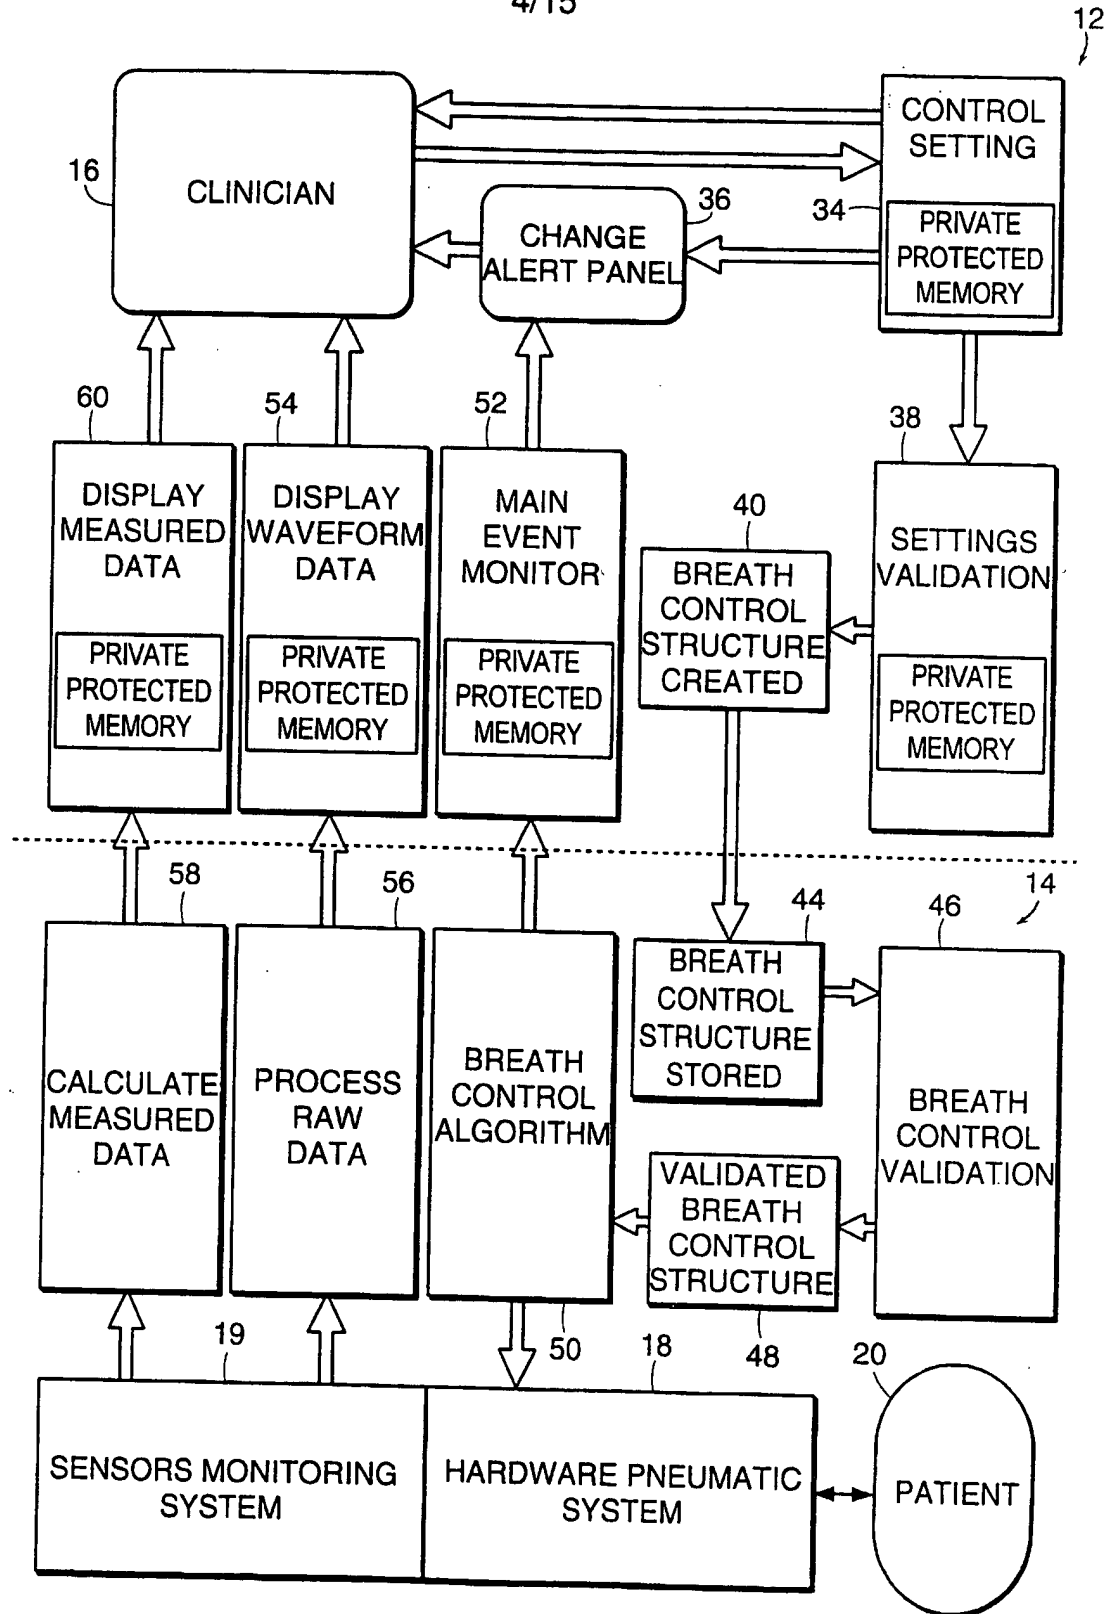 4/15
12
CLINICIAN
16
CONTROL
SETTING
34
PRIVATE
PROTECTED
MEMORY
36
CHANGE
ALERT PANEL
60
DISPLAY
MEASURED
DATA
PRIVATE
PROTECTED
MEMORY
54
DISPLAY
WAVEFORM
DATA
PRIVATE
PROTECTED
MEMORY
52
MAIN
EVENT
MONITOR
PRIVATE
PROTECTED
MEMORY
40
BREATH
CONTROL
STRUCTURE
CREATED
38
SETTINGS
VALIDATION
PRIVATE
PROTECTED
MEMORY
14
58
CALCULATE
MEASURED
DATA
56
PROCESS
RAW
DATA
BREATH
CONTROL
ALGORITHM
50
44
BREATH
CONTROL
STRUCTURE
STORED
46
BREATH
CONTROL
VALIDATION
VALIDATED
BREATH
CONTROL
STRUCTURE
48
19
SENSORS MONITORING
SYSTEM
18
HARDWARE PNEUMATIC
SYSTEM
20
PATIENT